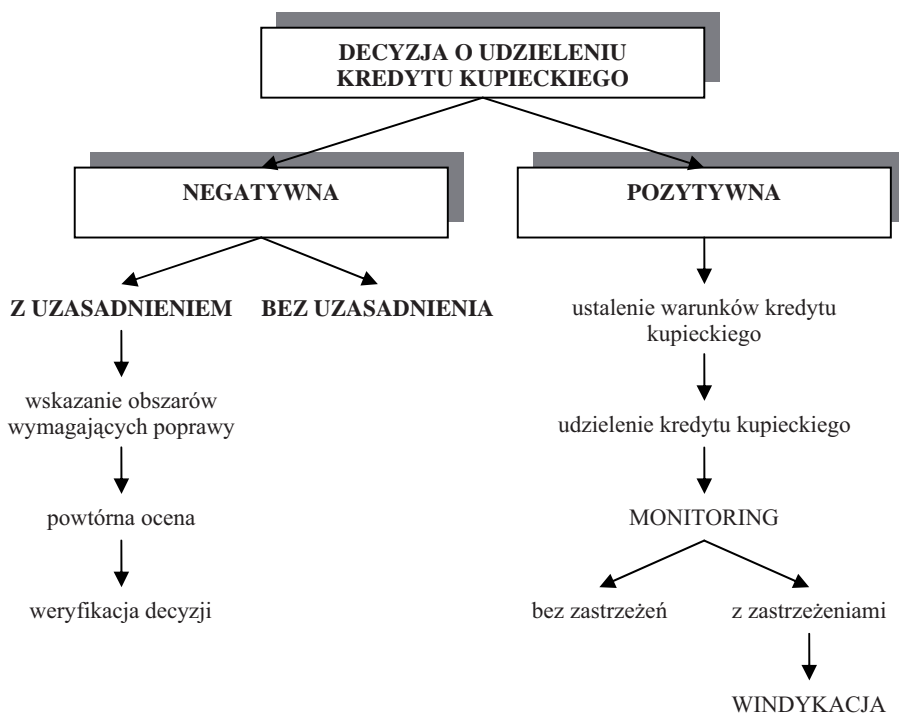 DECYZJA O UDZIELENIU
KREDYTU KUPIECKIEGO
NEGATYWNA
POZYTYWNA
Z UZASADNIENIEM
BEZ UZASADNIENIA
ustalenie warunków kredytu
kupieckiego
wskazanie obszarów
wymagających poprawy
udzielenie kredytu kupieckiego
powtórna ocena
MONITORING
weryfikacja decyzji
bez zastrzeżeń
z zastrzeżeniami
WINDYKACJA